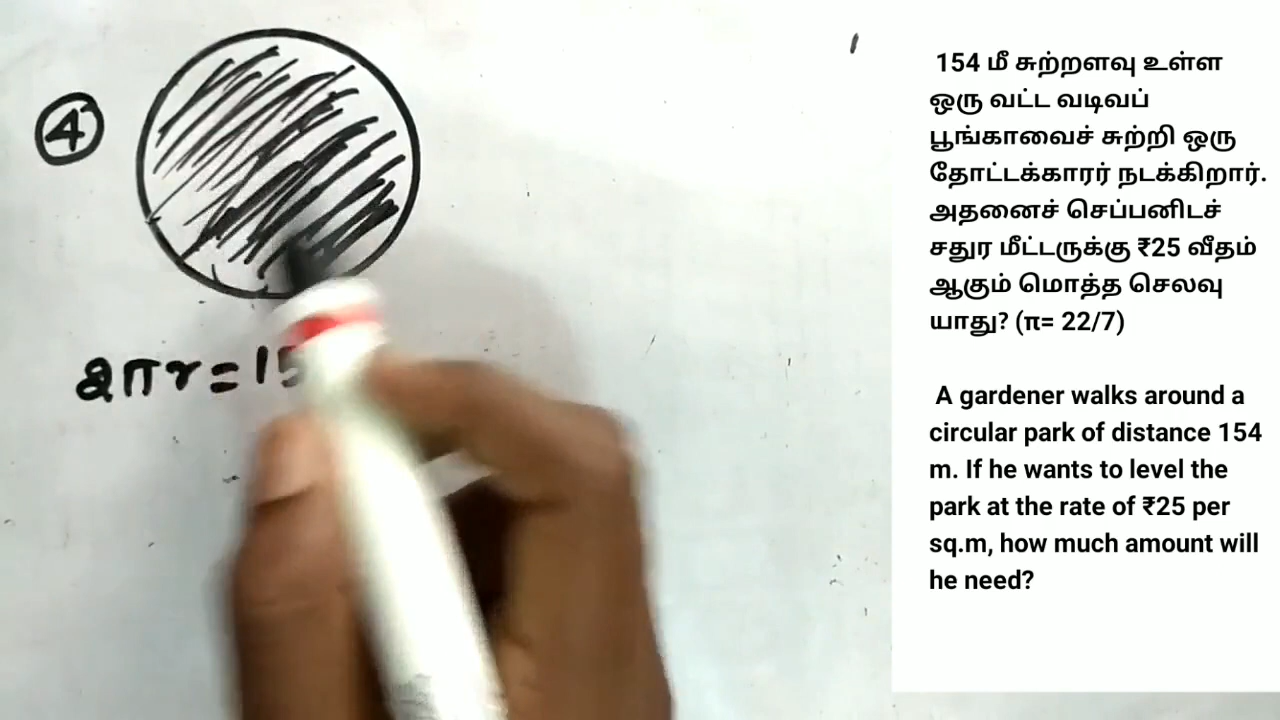 4
2πr=15
154 மீ சுற்றளவு உள்ள
ஒரு வட்ட வடிவப்
பூங்காவைச் சுற்றி ஒரு
தோட்டக்காரர் நடக்கிறார்.
அதனைச் செப்பனிடச்
சதுர மீட்டருக்கு ₹25 வீதம்
ஆகும் மொத்த செலவு
யாது? (π= 22/7)
A gardener walks around a
circular park of distance 154
m. If he wants to level the
park at the rate of ₹25 per
sq.m, how much amount will
he need?